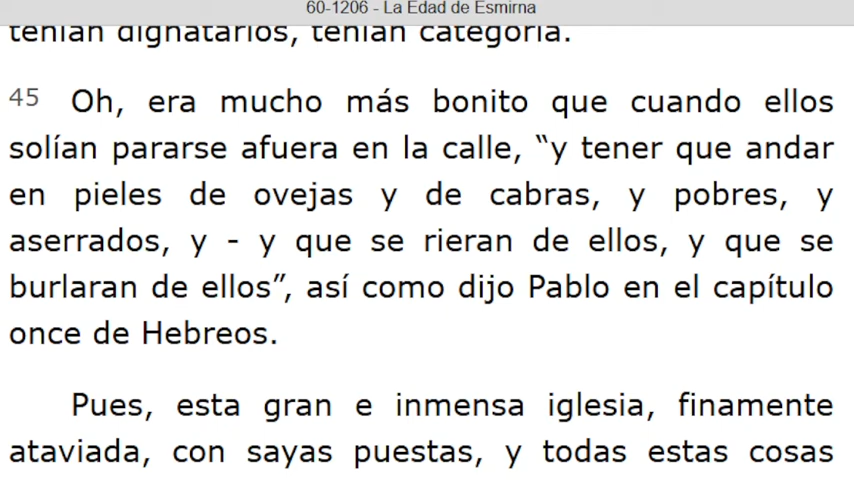 60-1206 - La Edad de Esmirna
tenían dignatarios, tenían categoría.
45 Oh, era mucho más bonito que cuando ellos
solían pararse afuera en la calle, “y tener que andar
en pieles de ovejas y de cabras, y pobres, y
aserrados, y - y que se rieran de ellos, y que se
burlaran de ellos”, así como dijo Pablo en el capítulo
once de Hebreos.
Pues, esta gran e inmensa iglesia, finamente
ataviada, con sayas puestas, y todas estas cosas